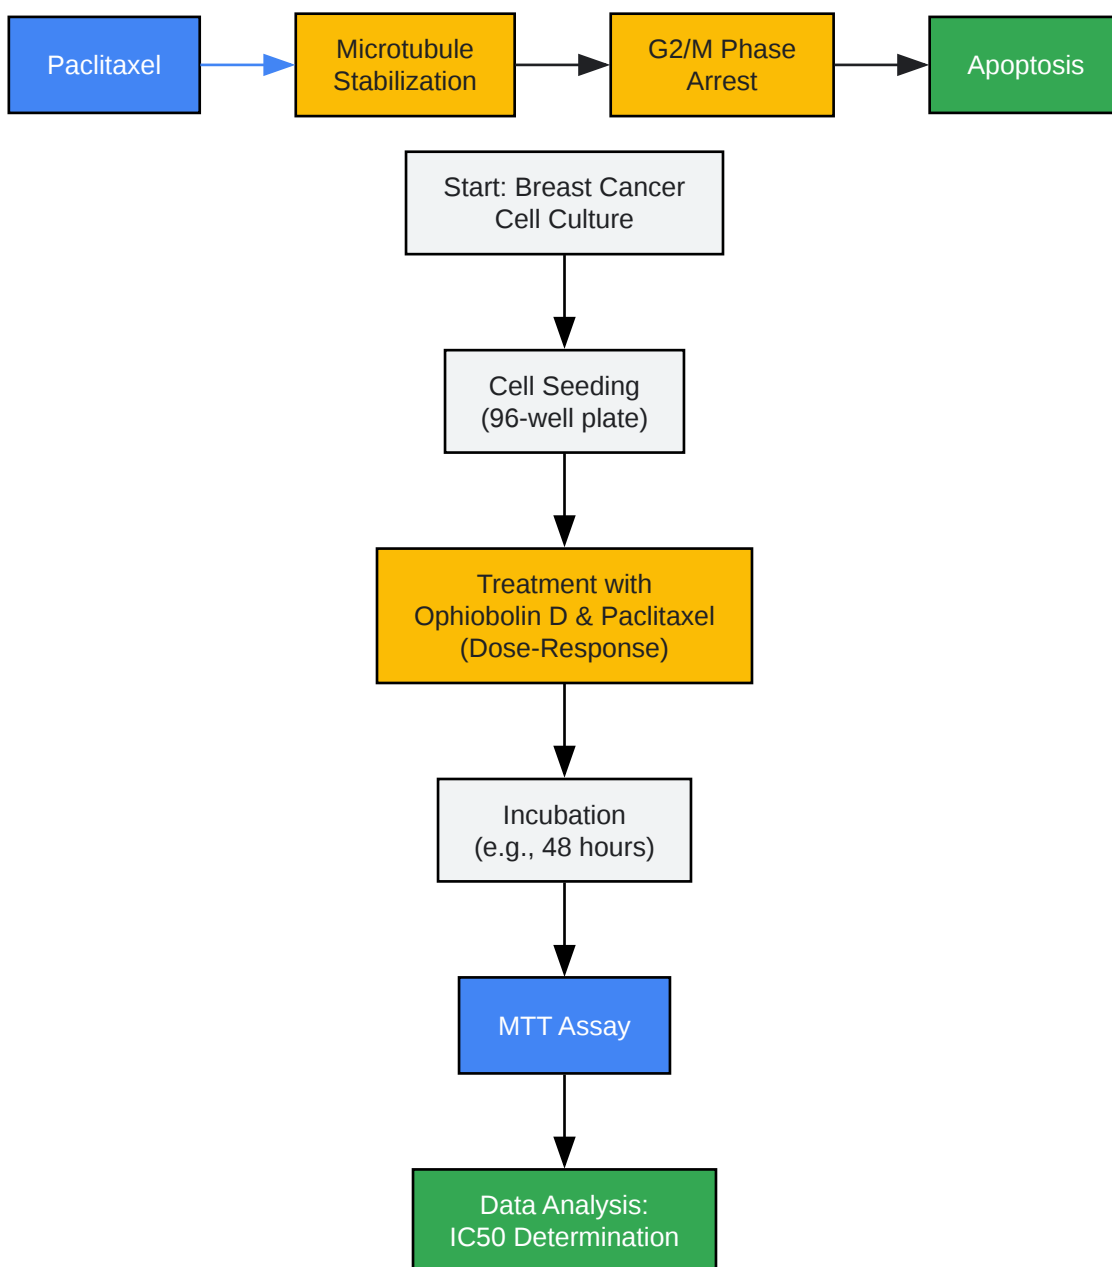 Paclitaxel
Microtubule
Stabilization
G2/M Phase
Arrest
Apoptosis
Start: Breast Cancer
Cell Culture
Cell Seeding
(96-well plate)
Treatment with
Ophiobolin D & Paclitaxel
(Dose-Response)
Incubation
(e.g., 48 hours)
MTT Assay
Data Analysis:
IC50 Determination